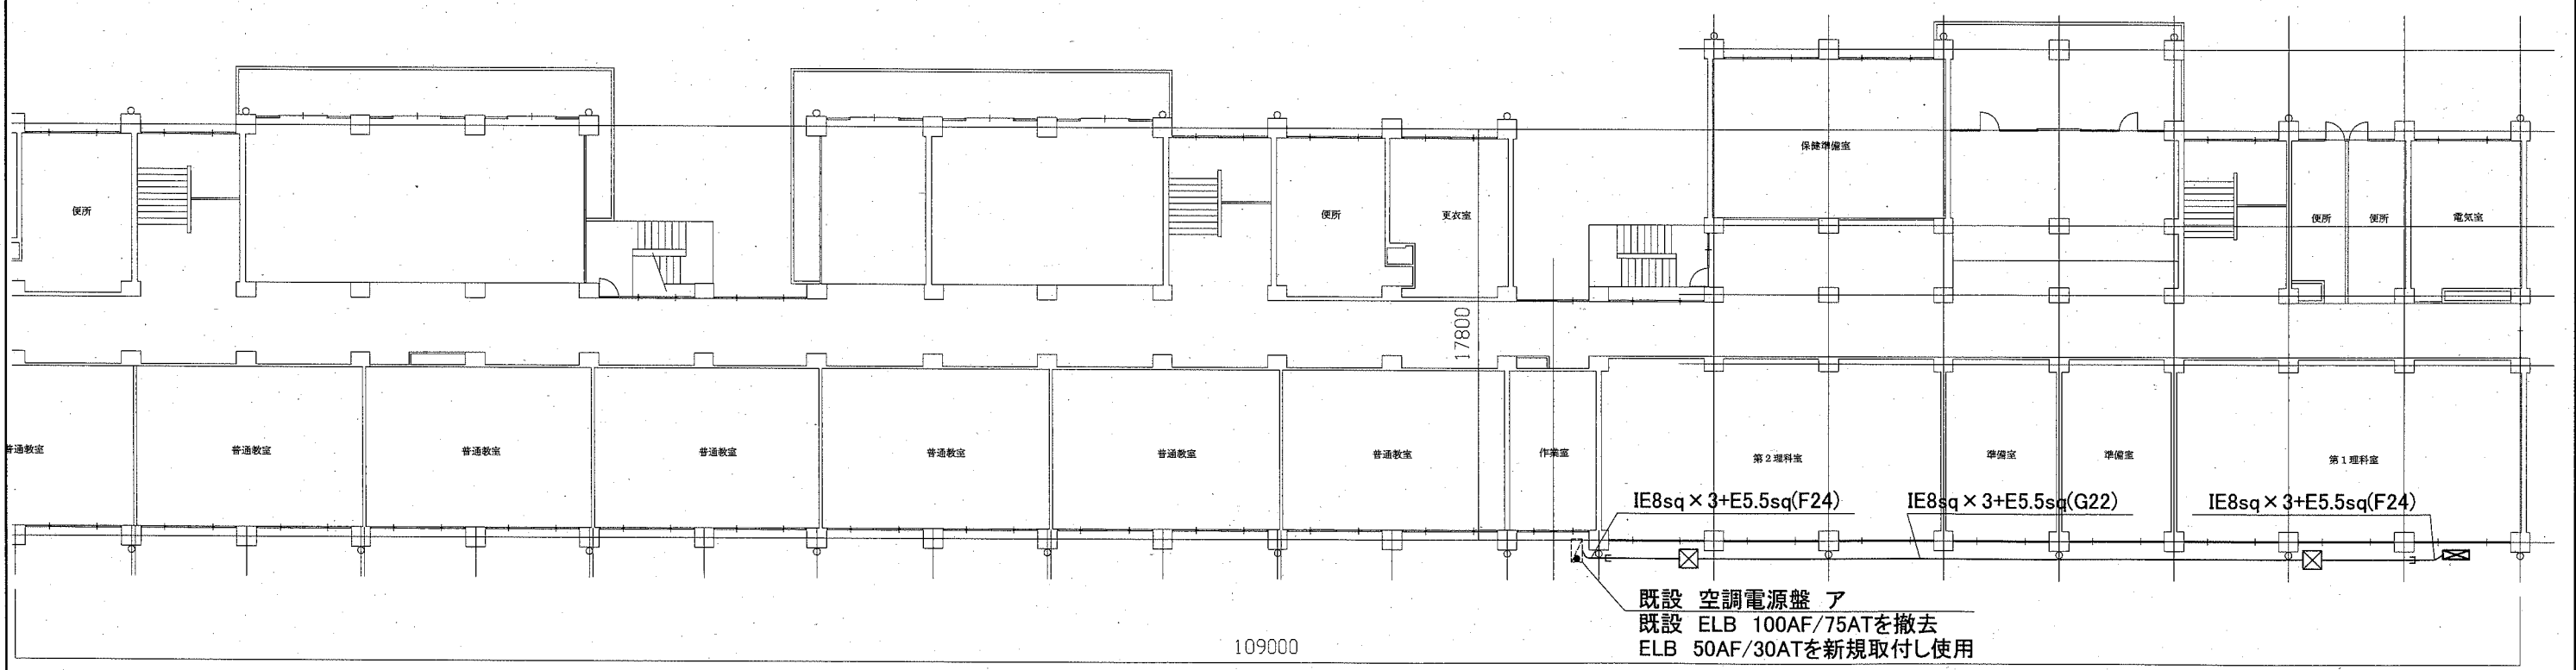 保健準備室
便所
便所
更衣室
便所
便所
電気室
17800
普通教室
普通教室
普通教室
普通教室
普通教室
普通教室
普通教室
作業室
第2理科室
準備室
準備室
第1理科室
IE8sq×3+E5.5sq(F24)
IE8sq×3+E5.5sq(G22)
IE8sq×3+E5.5sq(F24)
既設 空調電源盤 ア
既設 ELB 100AF/75ATを撤去
ELB 50AF/30ATを新規取付し使用
109000